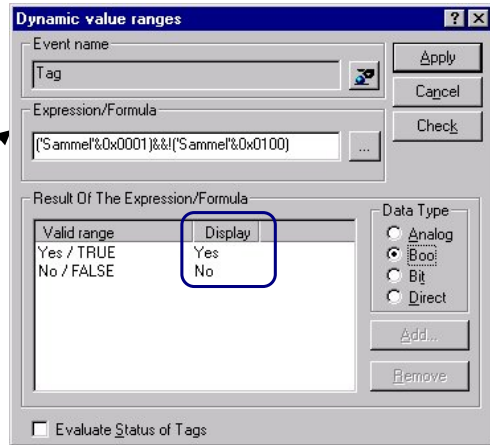 Dynamic value ranges
Event name
Tag
Apply
Cancel
Check
Expression/Formula
('Sammel'&0x0001)&&!('Sammel'&0x0100)
...
Result Of The Expression/Formula
Valid range Display
Yes / TRUE Yes
No / FALSE No
Data Type
Analog
Boo
Bit
Direct
Add...
Remove
Evaluate Status of Tags